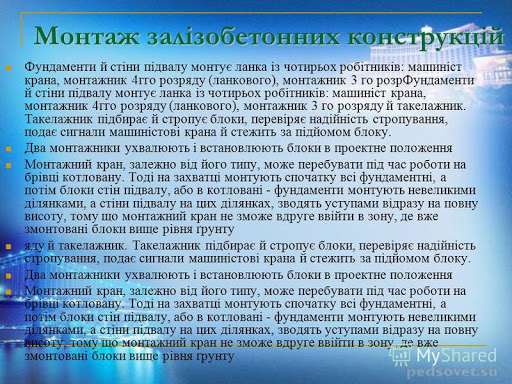 Монтаж залізобетонних конструкцій
Фундаменти й стіни підвалу монтує ланка із чотирьох робітників: машиніст
крана, монтажник 4гго розряду (ланкового), монтажник 3 го розрФундаменти
й стіни підвалу монтує ланка із чотирьох робітників: машиніст крана,
монтажник 4гго розряду (ланкового), монтажник 3 го розряду й такелажник.
Такелажник підбирає й стропує блоки, перевіряє надійність стропування,
подає сигнали машиністові крана й стежить за підйомом блоку.
Два монтажники ухвалюють і встановлюють блоки в проектне положення
Монтажний кран, залежно від його типу, може перебувати під час роботи на
брівці котловану. Тоді на захватці монтують спочатку всі фундаментні, а
потім блоки стін підвалу, або в котловані - фундаменти монтують невеликими
ділянками, а стіни підвалу на цих ділянках, зводять уступами відразу на повну
висоту, тому що монтажний кран не зможе вдруге ввійти в зону, де вже
змонтовані блоки вище рівня ґрунту
яду й такелажник. Такелажник підбирає й стропує блоки, перевіряє надійність
стропування, подає сигнали машиністові крана й стежить за підйомом блоку.
Два монтажники ухвалюють і встановлюють блоки в проектне положення
Монтажний кран, залежно від його типу, може перебувати під час роботи на
брівці котловану. Тоді на захватці монтують спочатку всі фундаментні, а
потім блоки стін підвалу, або в котловані - фундаменти монтують невеликими
ділянками, а стіни підвалу на цих ділянках, зводять уступами відразу на повну
висоту, тому що монтажний кран не зможе вдруге ввійти в зону, де вже
змонтовані блоки вище рівня ґрунту
MyShared
pedsovet.su